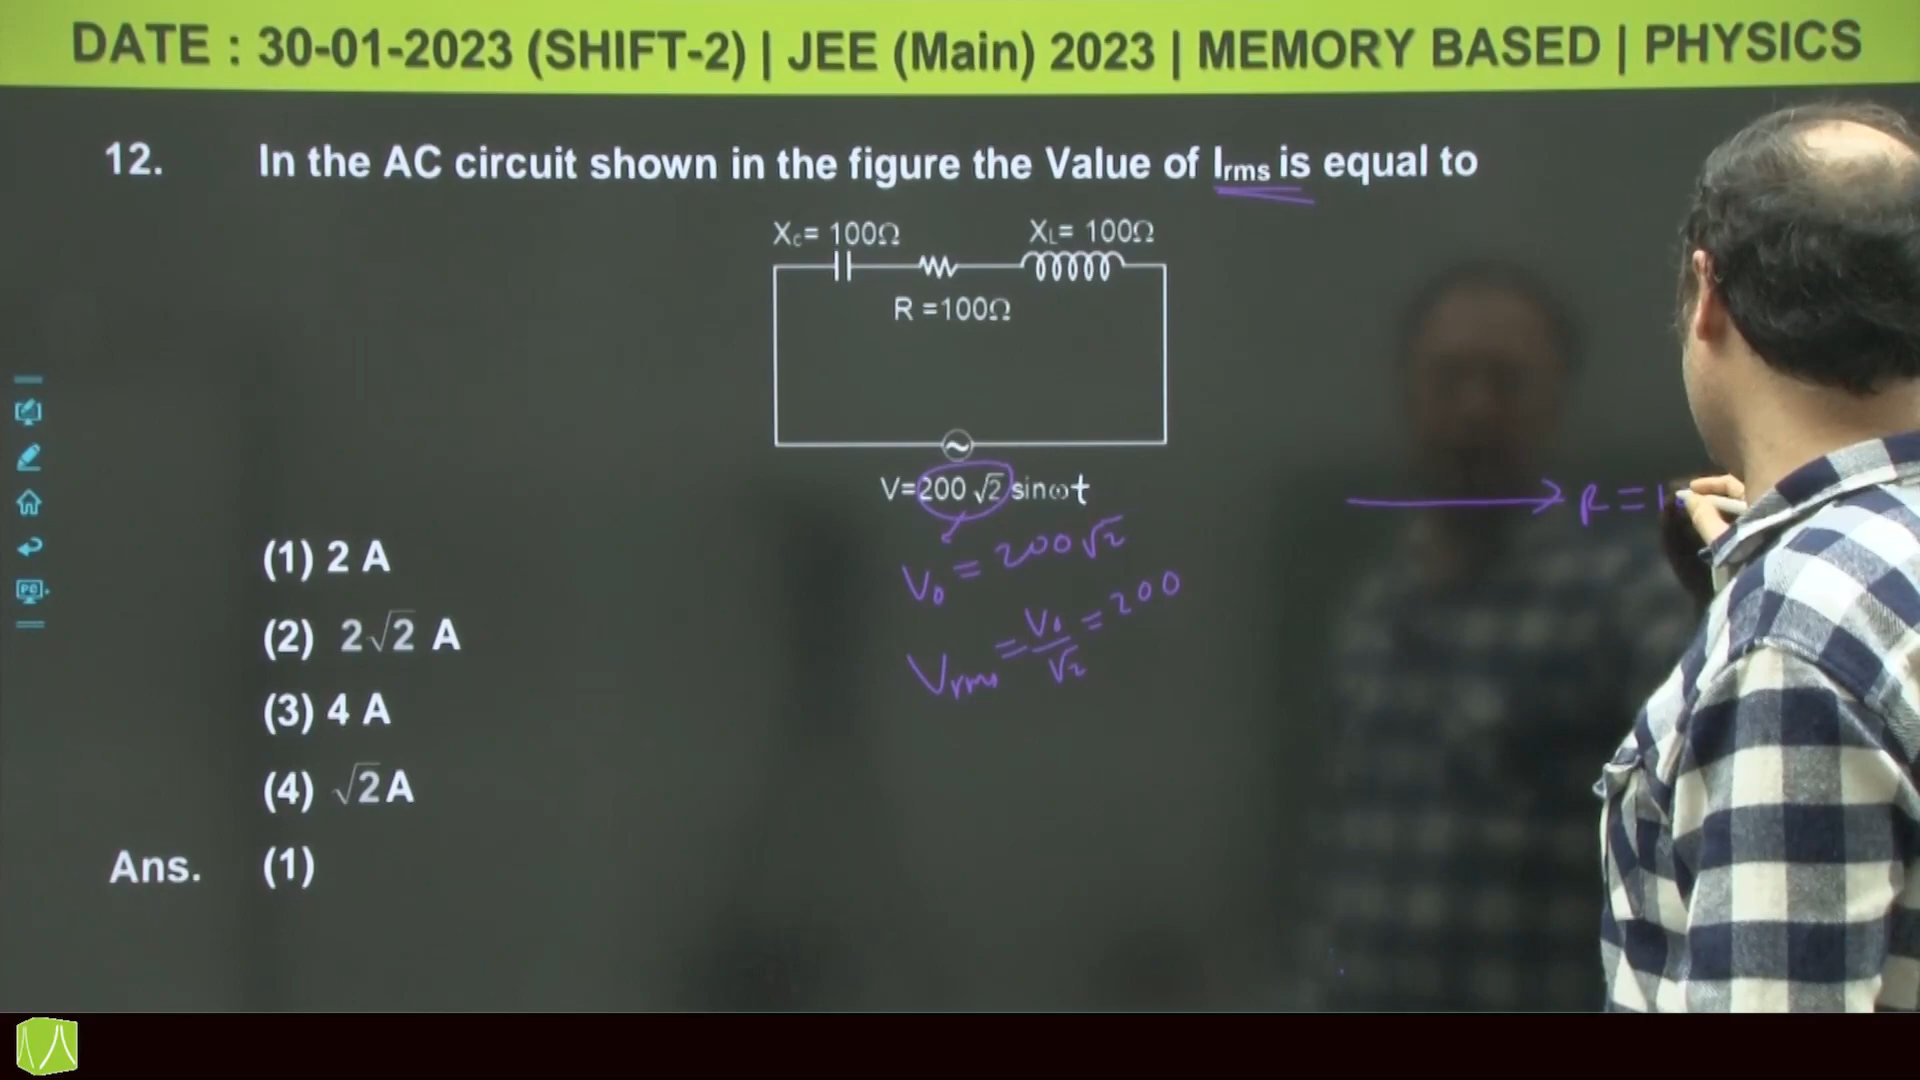 DATE : 30-01-2023 (SHIFT-2) | JEE (Main) 2023 | MEMORY BASED | PHYSICS
12. In the AC circuit shown in the figure the Value of Irms is equal to
Xc= 100Ω
XL= 100Ω
R =100Ω
V=200 √2 sinωt
V₀ = 200√2
Vrms = V₀/√2 = 200
R =
(1) 2 A
(2) 2√2 A
(3) 4 A
(4) √2 A
Ans. (1)